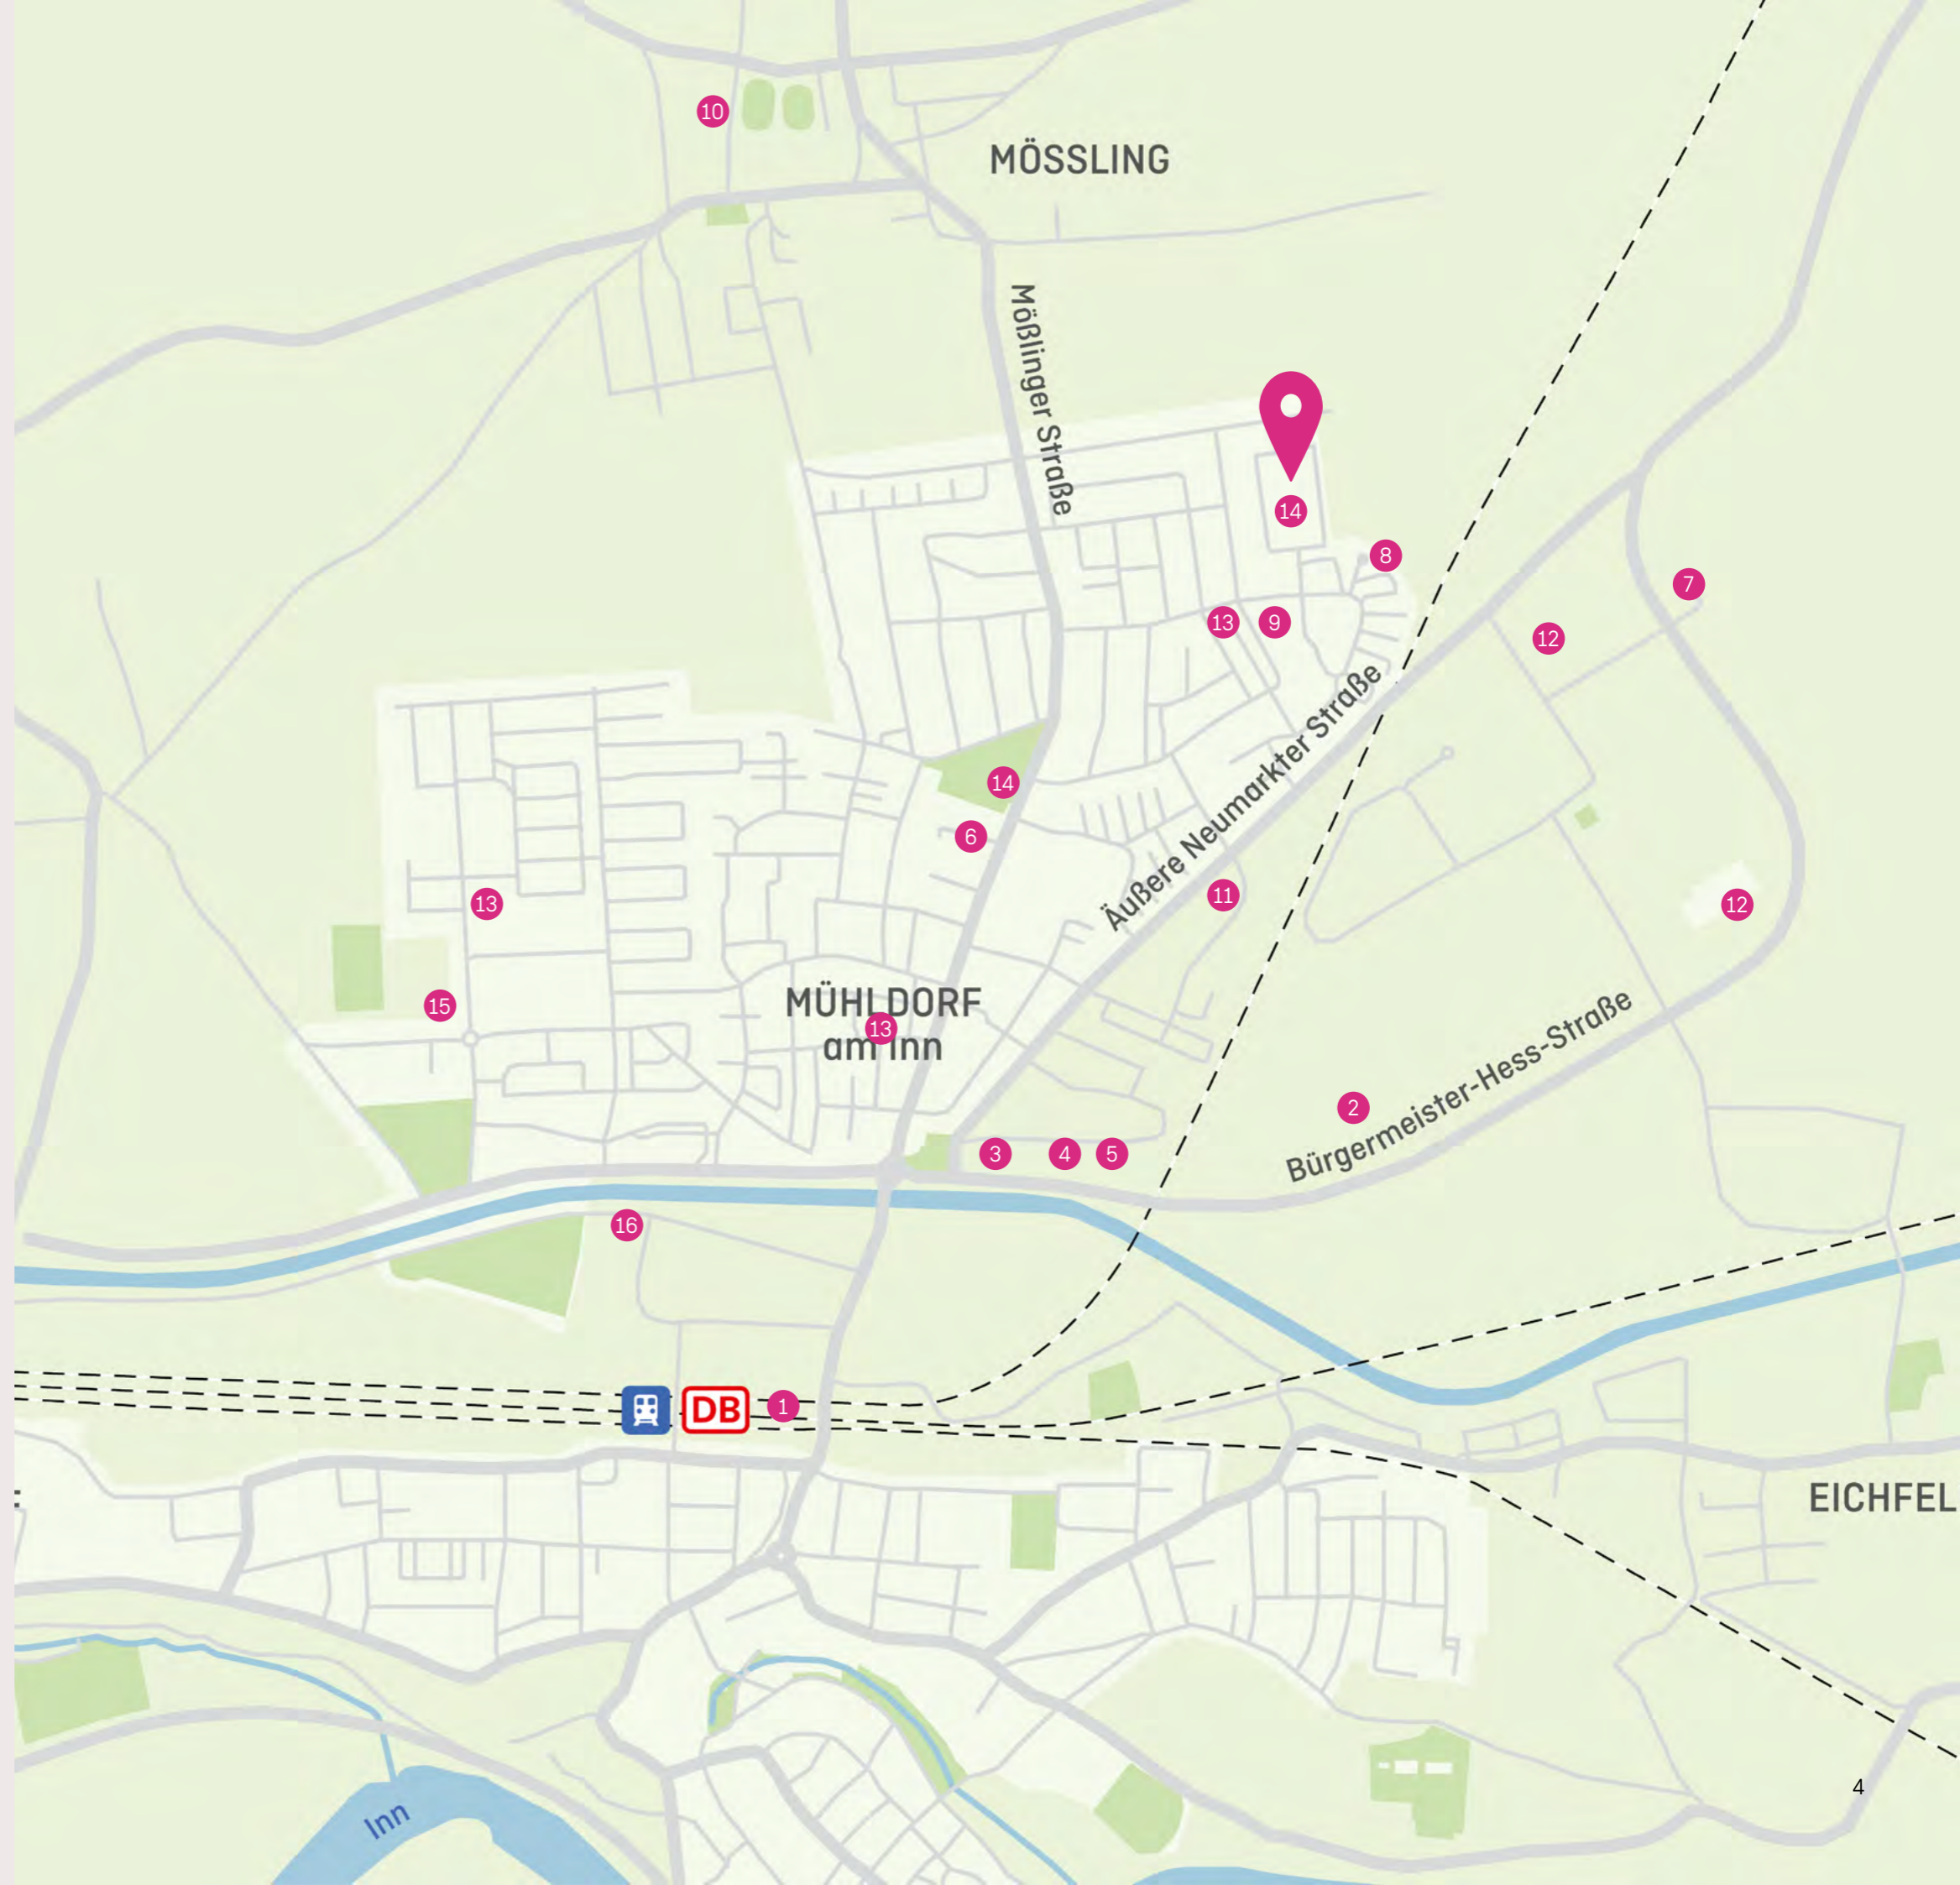 10
MÖSSLING
Mößlinger Straße
14
8
7
13
9
12
14
6
Äußere Neumarkter Straße
11
13
12
15
MÜHLDORF
13
am Inn
2
Bürgermeister-Hess-Straße
3
4
5
16
DB
1
EICHFEL
4
Inn